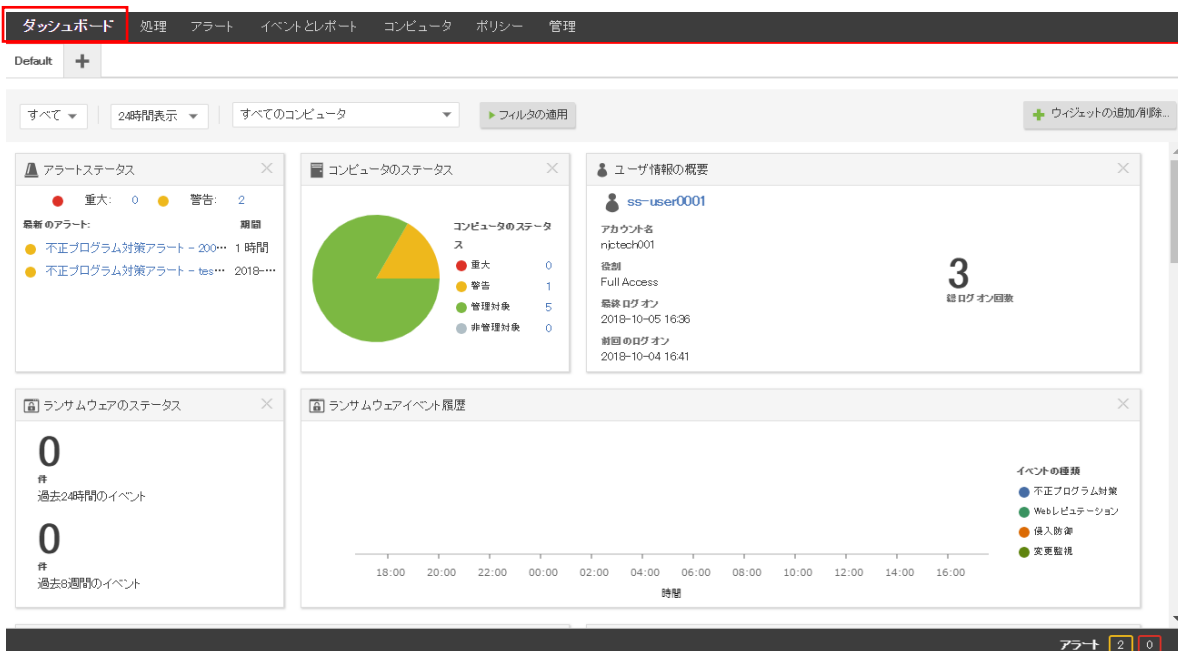 ダッシュボード 処理 アラート イベントとレポート コンピュータ ポリシー 管理
Default
すべて 24時間表示 すべてのコンピュータ フィルタの適用 ウィジェットの追加/削除...
アラートステータス
重大: 0 警告: 2
最新のアラート: 期間
不正プログラム対策アラート - 200… 1 時間
不正プログラム対策アラート - tes… 2018-…
コンピュータのステータス
コンピュータのステータ
ス
重大 0
警告 1
管理対象 5
非管理対象 0
ユーザ情報の概要
ss-user0001
アカウント名
njctech001
役割
Full Access
最終ログオン
2018-10-05 16:36
前回のログオン
2018-10-04 16:41
3
総ログオン回数
ランサムウェアのステータス
0
件
過去24時間のイベント
0
件
過去8週間のイベント
ランサムウェアイベント履歴
イベントの種類
不正プログラム対策
Webレピュテーション
侵入防御
変更監視
18:00 20:00 22:00 00:00 02:00 04:00 06:00 08:00 10:00 12:00 14:00 16:00
時間
アラート 2 0